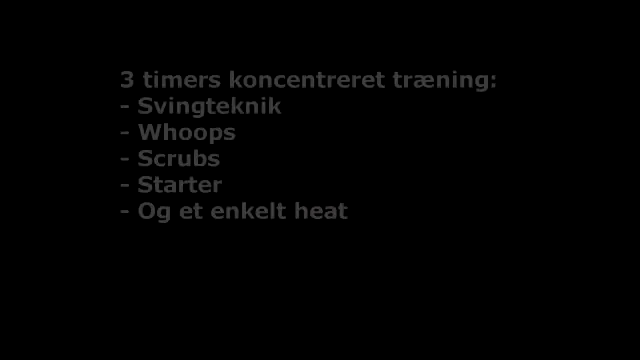 3 timers koncentreret træning:
- Svingteknik
- Whoops
- Scrubs
- Starter
- Og et enkelt heat